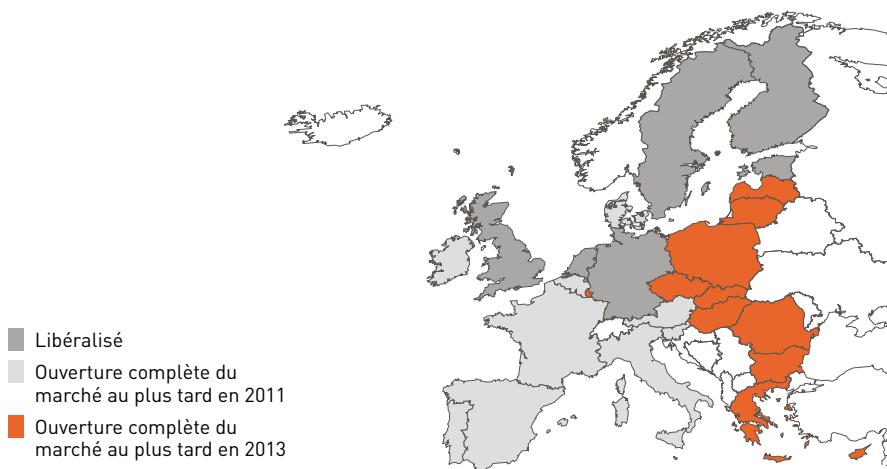 Libéralisé
Ouverture complète du
marché au plus tard en 2011
Ouverture complète du
marché au plus tard en 2013